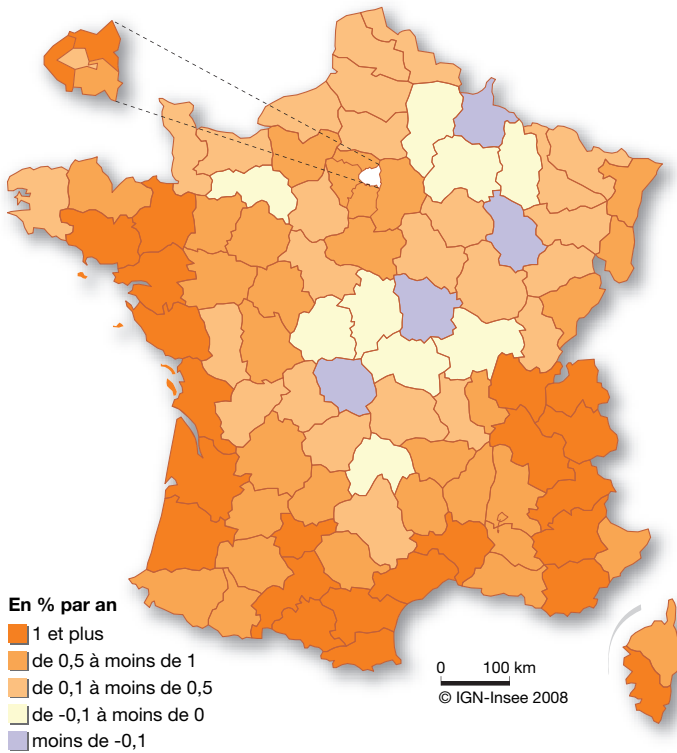 En % par an
1 et plus
de 0,5 à moins de 1
de 0,1 à moins de 0,5
de -0,1 à moins de 0
moins de -0,1
0 100 km
© IGN-Insee 2008